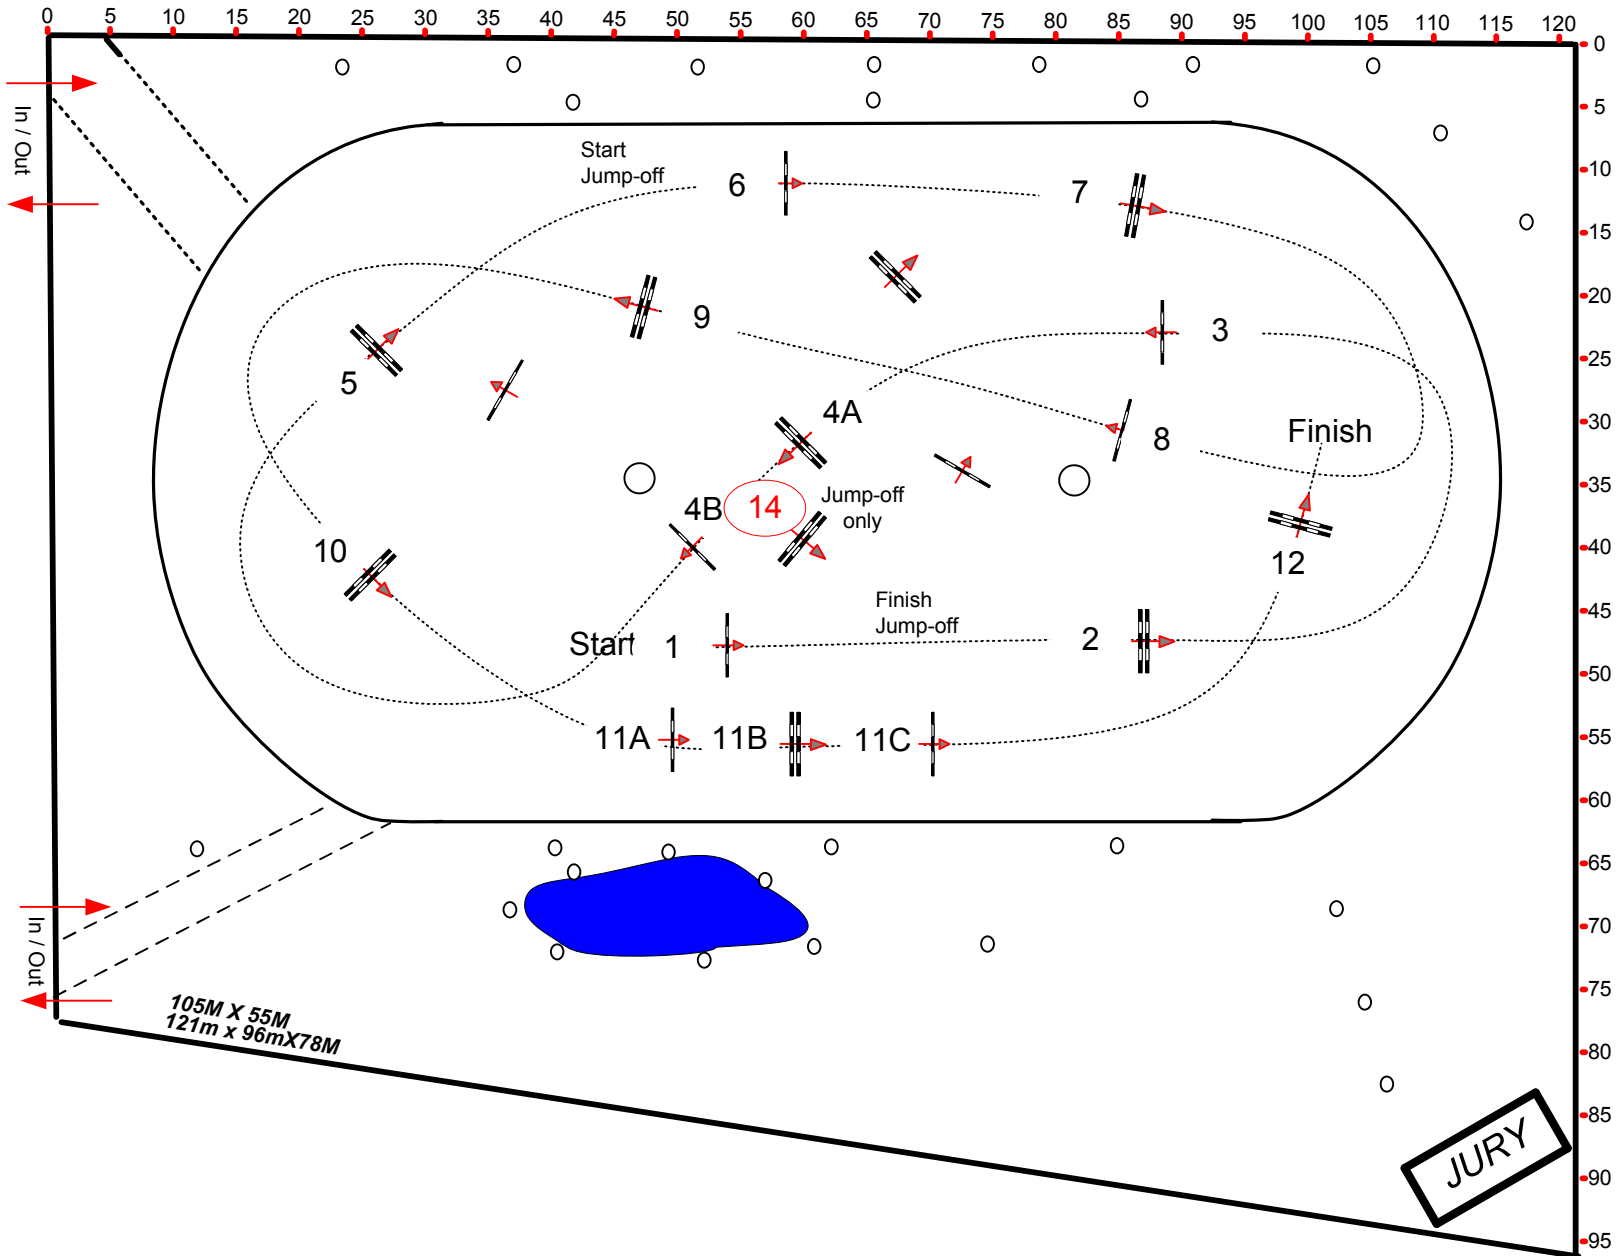 0 5 10 15 20 25 30 35 40 45 50 55 60 65 70 75 80 85 90 95 100 105 110 115 120
0
5
10
15
20
25
30
35
40
45
50
55
60
65
70
75
80
85
90
95
In / Out
Start
Jump-off
6
7
9
3
5
4A
8
Finish
4B
14
Jump-off
only
10
12
Finish
Jump-off
Start
1
2
11A
11B
11C
In / Out
105M X 55M
121m x 96mX78M
JURY